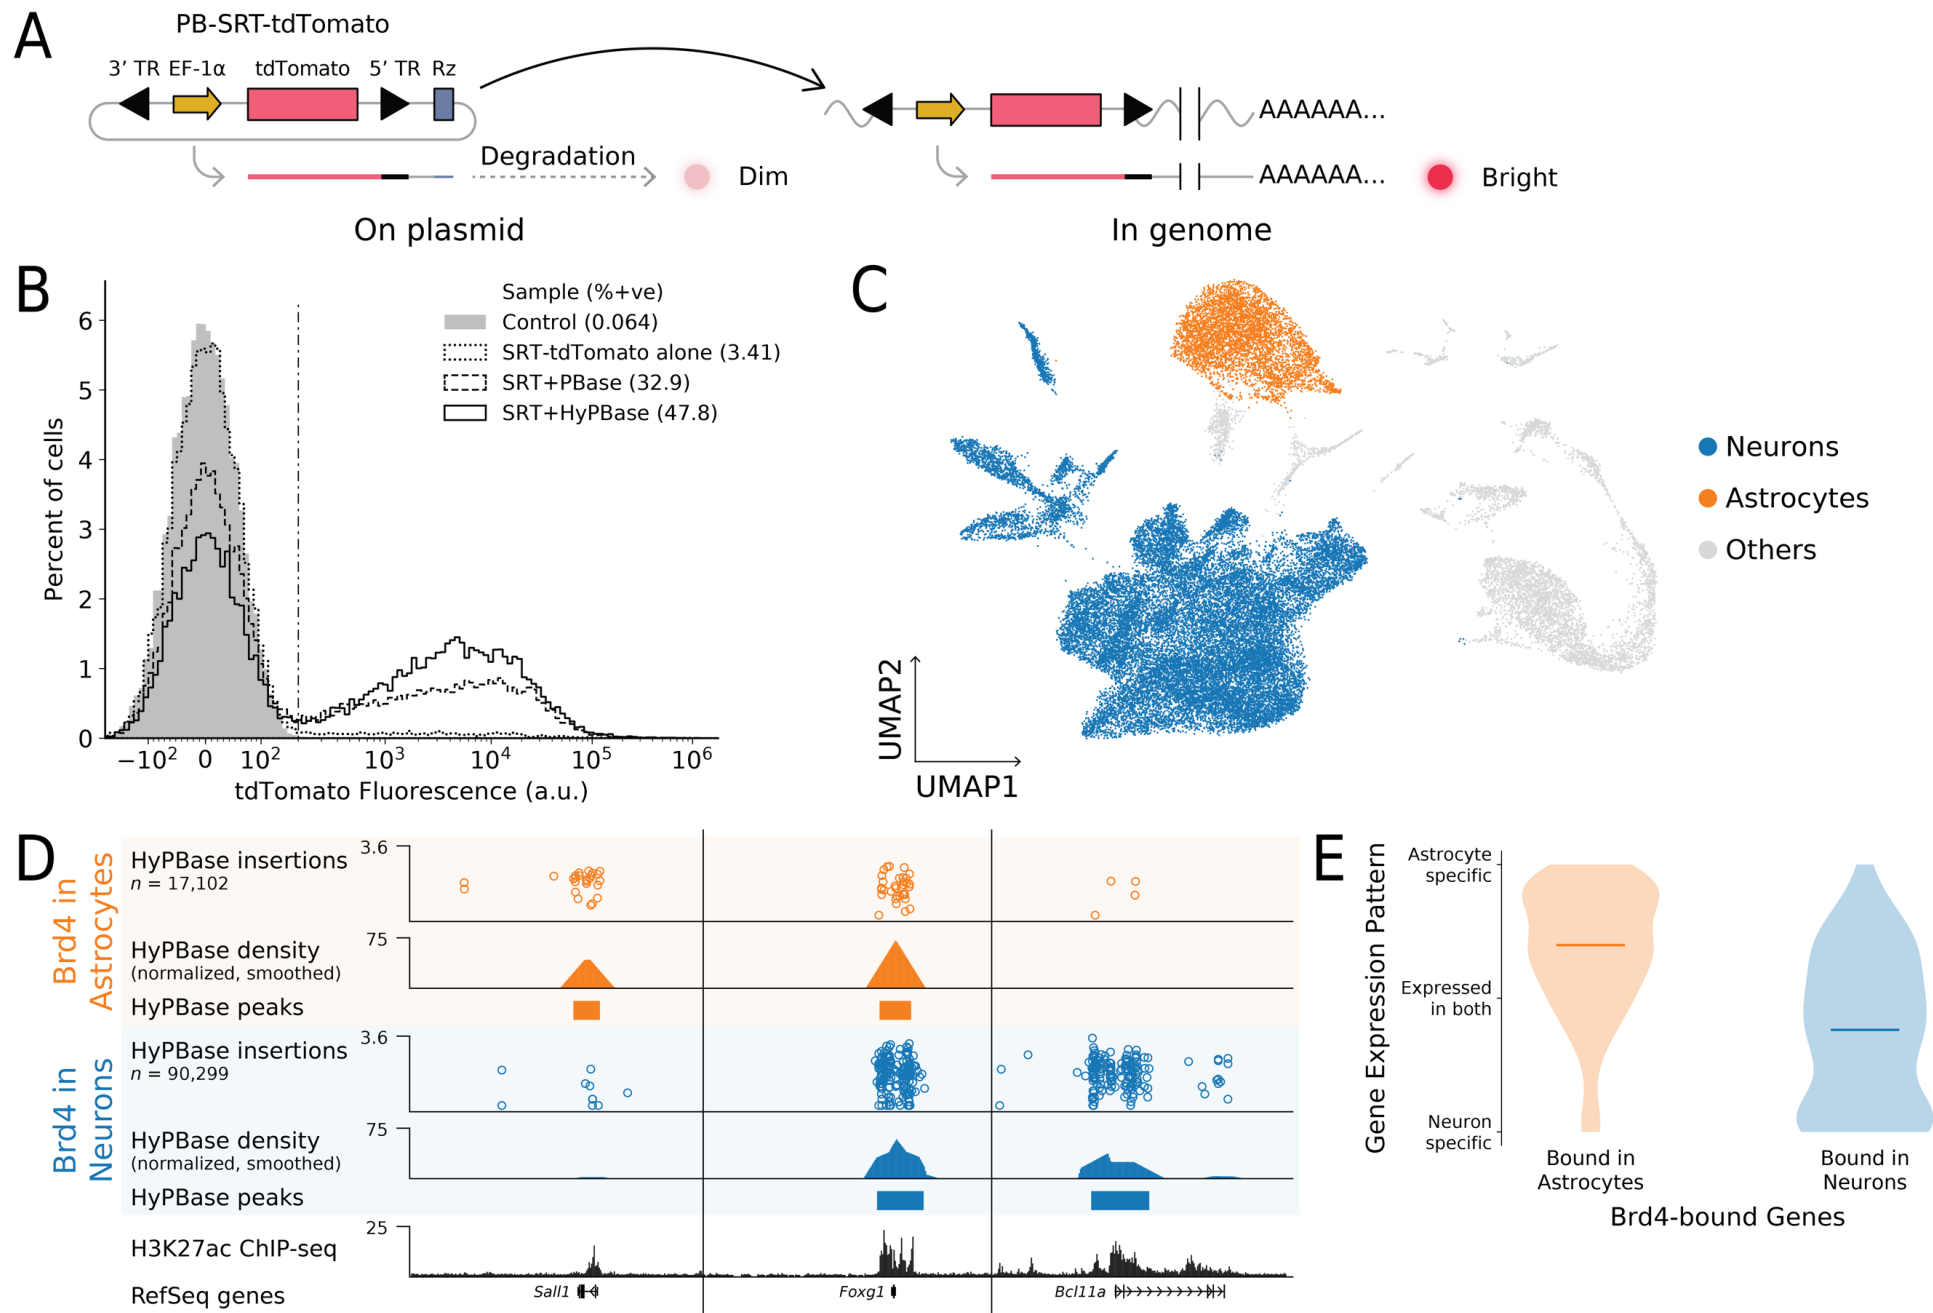 A
PB-SRT-tdTomato
3’ TR EF-1α tdTomato 5’ TR Rz
AAAAAA...
Degradation
Dim
AAAAAA...
Bright
On plasmid
In genome
B
Sample (%+ve)
Control (0.064)
SRT-tdTomato alone (3.41)
SRT+PBase (32.9)
SRT+HyPBase (47.8)
Percent of cells
6
5
4
3
2
1
0
−10² 0 10² 10³ 10⁴ 10⁵ 10⁶
tdTomato Fluorescence (a.u.)
C
Neurons
Astrocytes
Others
UMAP2
UMAP1
D
Brd4 in
Astrocytes
HyPBase insertions
n = 17,102
3.6
HyPBase density
(normalized, smoothed)
75
HyPBase peaks
Brd4 in
Neurons
HyPBase insertions
n = 90,299
3.6
HyPBase density
(normalized, smoothed)
75
HyPBase peaks
H3K27ac ChIP-seq
25
RefSeq genes
Sall1 Foxg1 Bcl11a
E
Gene Expression Pattern
Astrocyte
specific
Expressed
in both
Neuron
specific
Bound in
Astrocytes
Bound in
Neurons
Brd4-bound Genes